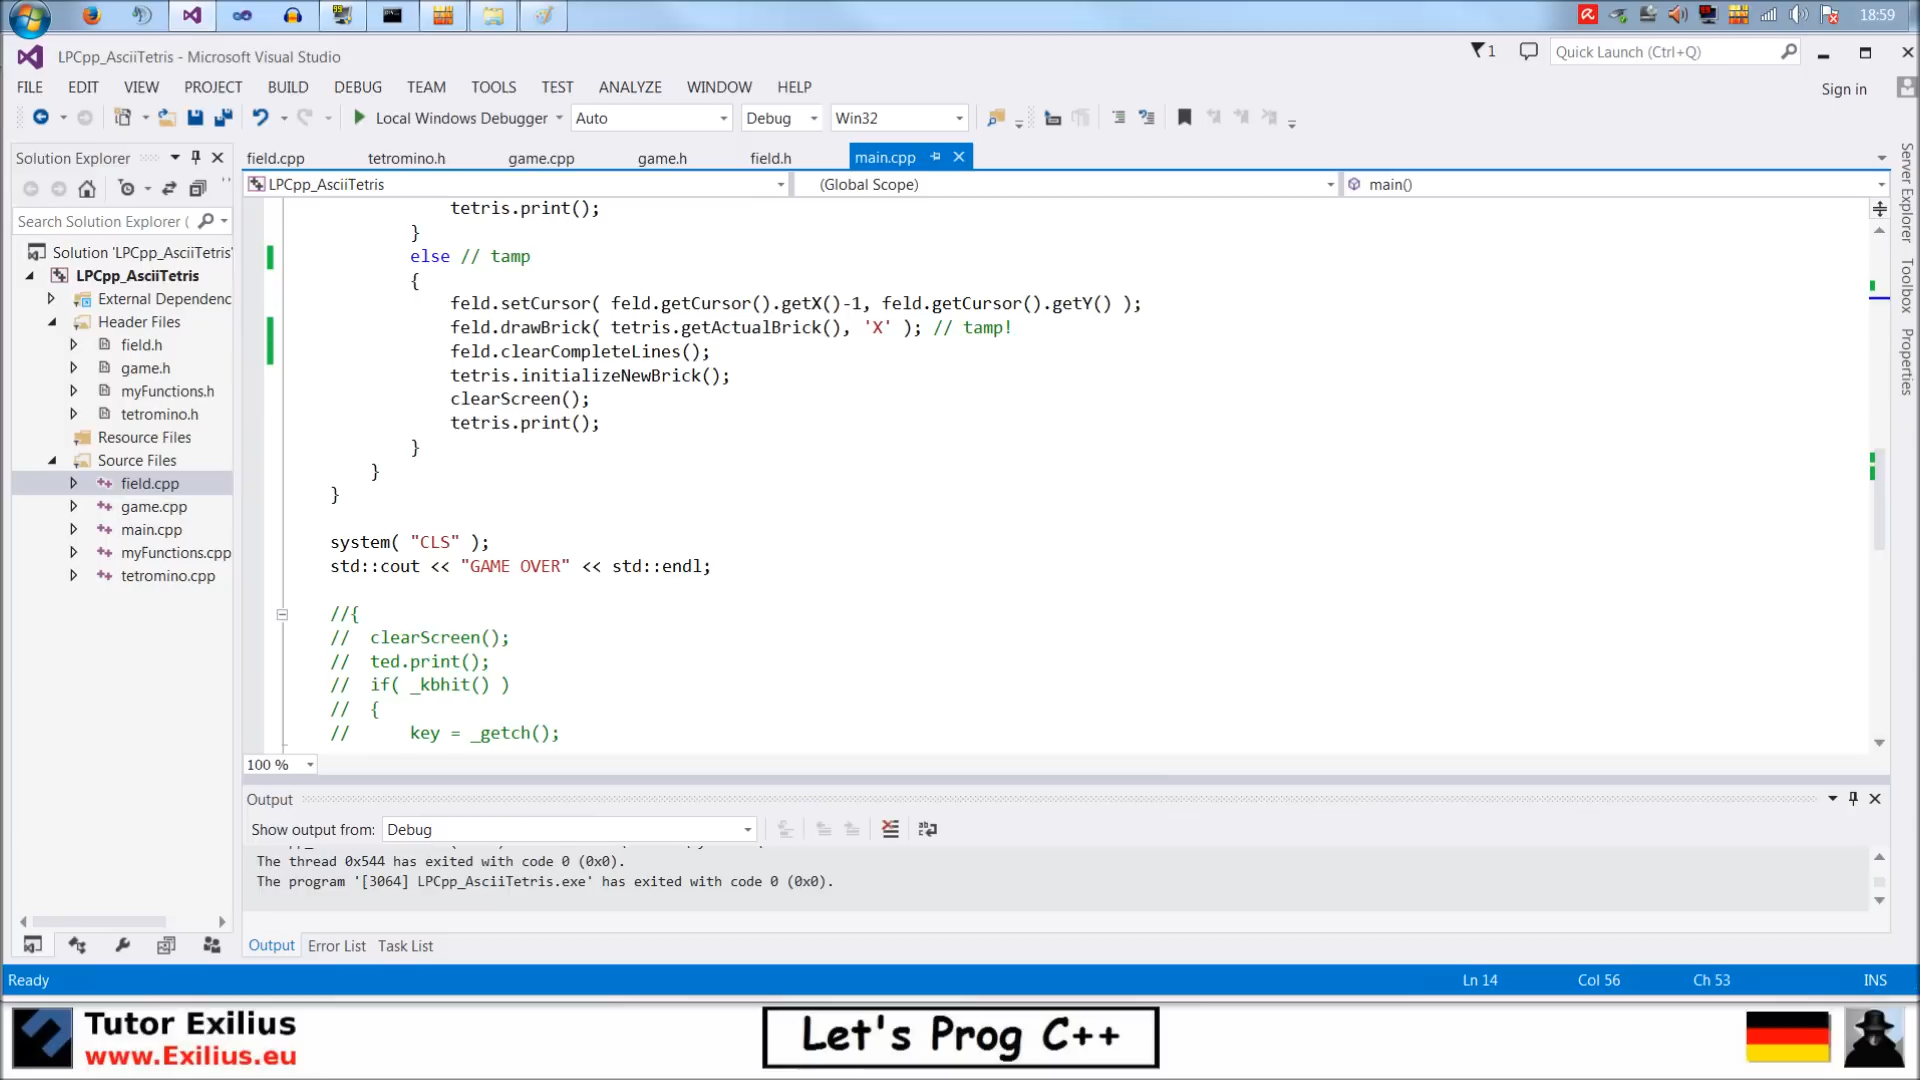 18:59
LPCpp_AsciiTetris - Microsoft Visual Studio
1
Quick Launch (Ctrl+Q)
FILE EDIT VIEW PROJECT BUILD DEBUG TEAM TOOLS TEST ANALYZE WINDOW HELP
Sign in
Local Windows Debugger Auto Debug Win32
Solution Explorer
field.cpp tetromino.h game.cpp game.h field.h main.cpp
LPCpp_AsciiTetris (Global Scope) main()
Search Solution Explorer (
Solution 'LPCpp_AsciiTetris'
LPCpp_AsciiTetris
External Dependenc
Header Files
field.h
game.h
myFunctions.h
tetromino.h
Resource Files
Source Files
field.cpp
game.cpp
main.cpp
myFunctions.cpp
tetromino.cpp
tetris.print();
}
else // tamp
{
feld.setCursor( feld.getCursor().getX()-1, feld.getCursor().getY() );
feld.drawBrick( tetris.getActualBrick(), 'X' ); // tamp!
feld.clearCompleteLines();
tetris.initializeNewBrick();
clearScreen();
tetris.print();
}
}
}
system( "CLS" );
std::cout << "GAME OVER" << std::endl;
//{
// clearScreen();
// ted.print();
// if( _kbhit() )
// {
// key = _getch();
100 %
Server Explorer
Toolbox
Properties
Output
Show output from: Debug
The thread 0x544 has exited with code 0 (0x0).
The program '[3064] LPCpp_AsciiTetris.exe' has exited with code 0 (0x0).
Output Error List Task List
Ready Ln 14 Col 56 Ch 53 INS
Tutor Exilius
www.Exilius.eu
Let's Prog C++